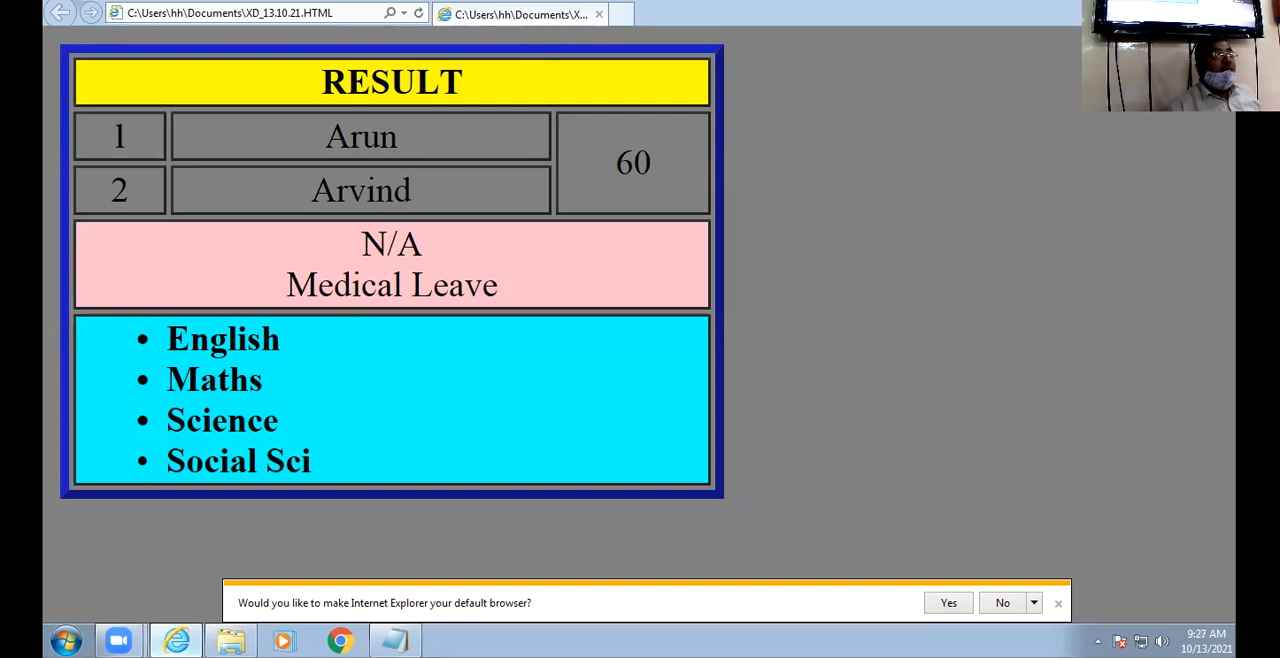 C:\Users\hh\Documents\XD_13.10.21.HTML
C:\Users\hh\Documents\X...
RESULT
1
Arun
60
2
Arvind
N/A
Medical Leave
• English
• Maths
• Science
• Social Sci
Would you like to make Internet Explorer your default browser?
Yes
No
9:27 AM
10/13/2021